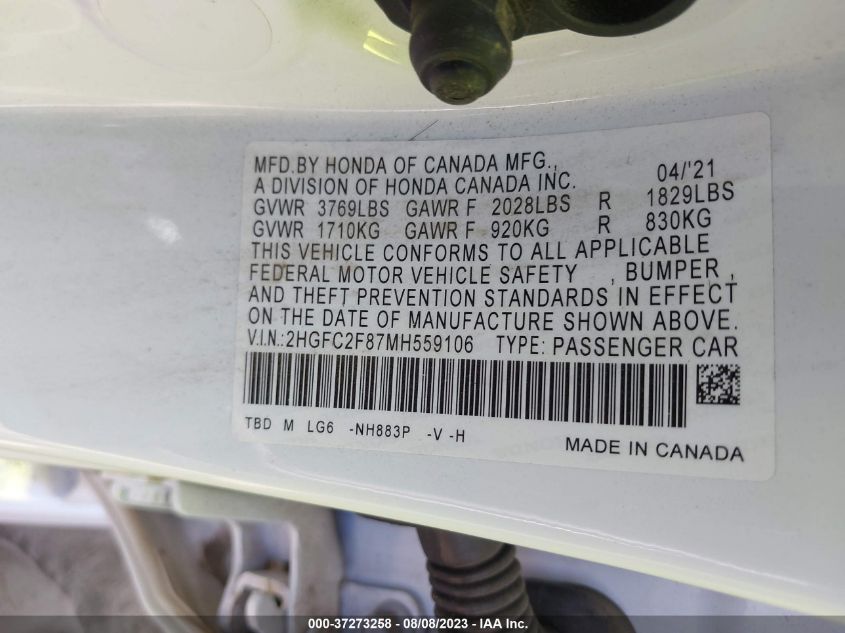 MFD.BY HONDA OF CANADA MFG., 04/'21
A DIVISION OF HONDA CANADA INC.
GVWR 3769LBS GAWR F 2028LBS R 1829LBS
GVWR 1710KG GAWR F 920KG R 830KG
THIS VEHICLE CONFORMS TO ALL APPLICABLE
FEDERAL MOTOR VEHICLE SAFETY , BUMPER ,
AND THEFT PREVENTION STANDARDS IN EFFECT
ON THE DATE OF MANUFACTURE SHOWN ABOVE.
V.I.N.:2HGFC2F87MH559106 TYPE: PASSENGER CAR
TBD M LG6 -NH883P -V -H
MADE IN CANADA
000-37273258 - 08/08/2023 - IAAI Inc.